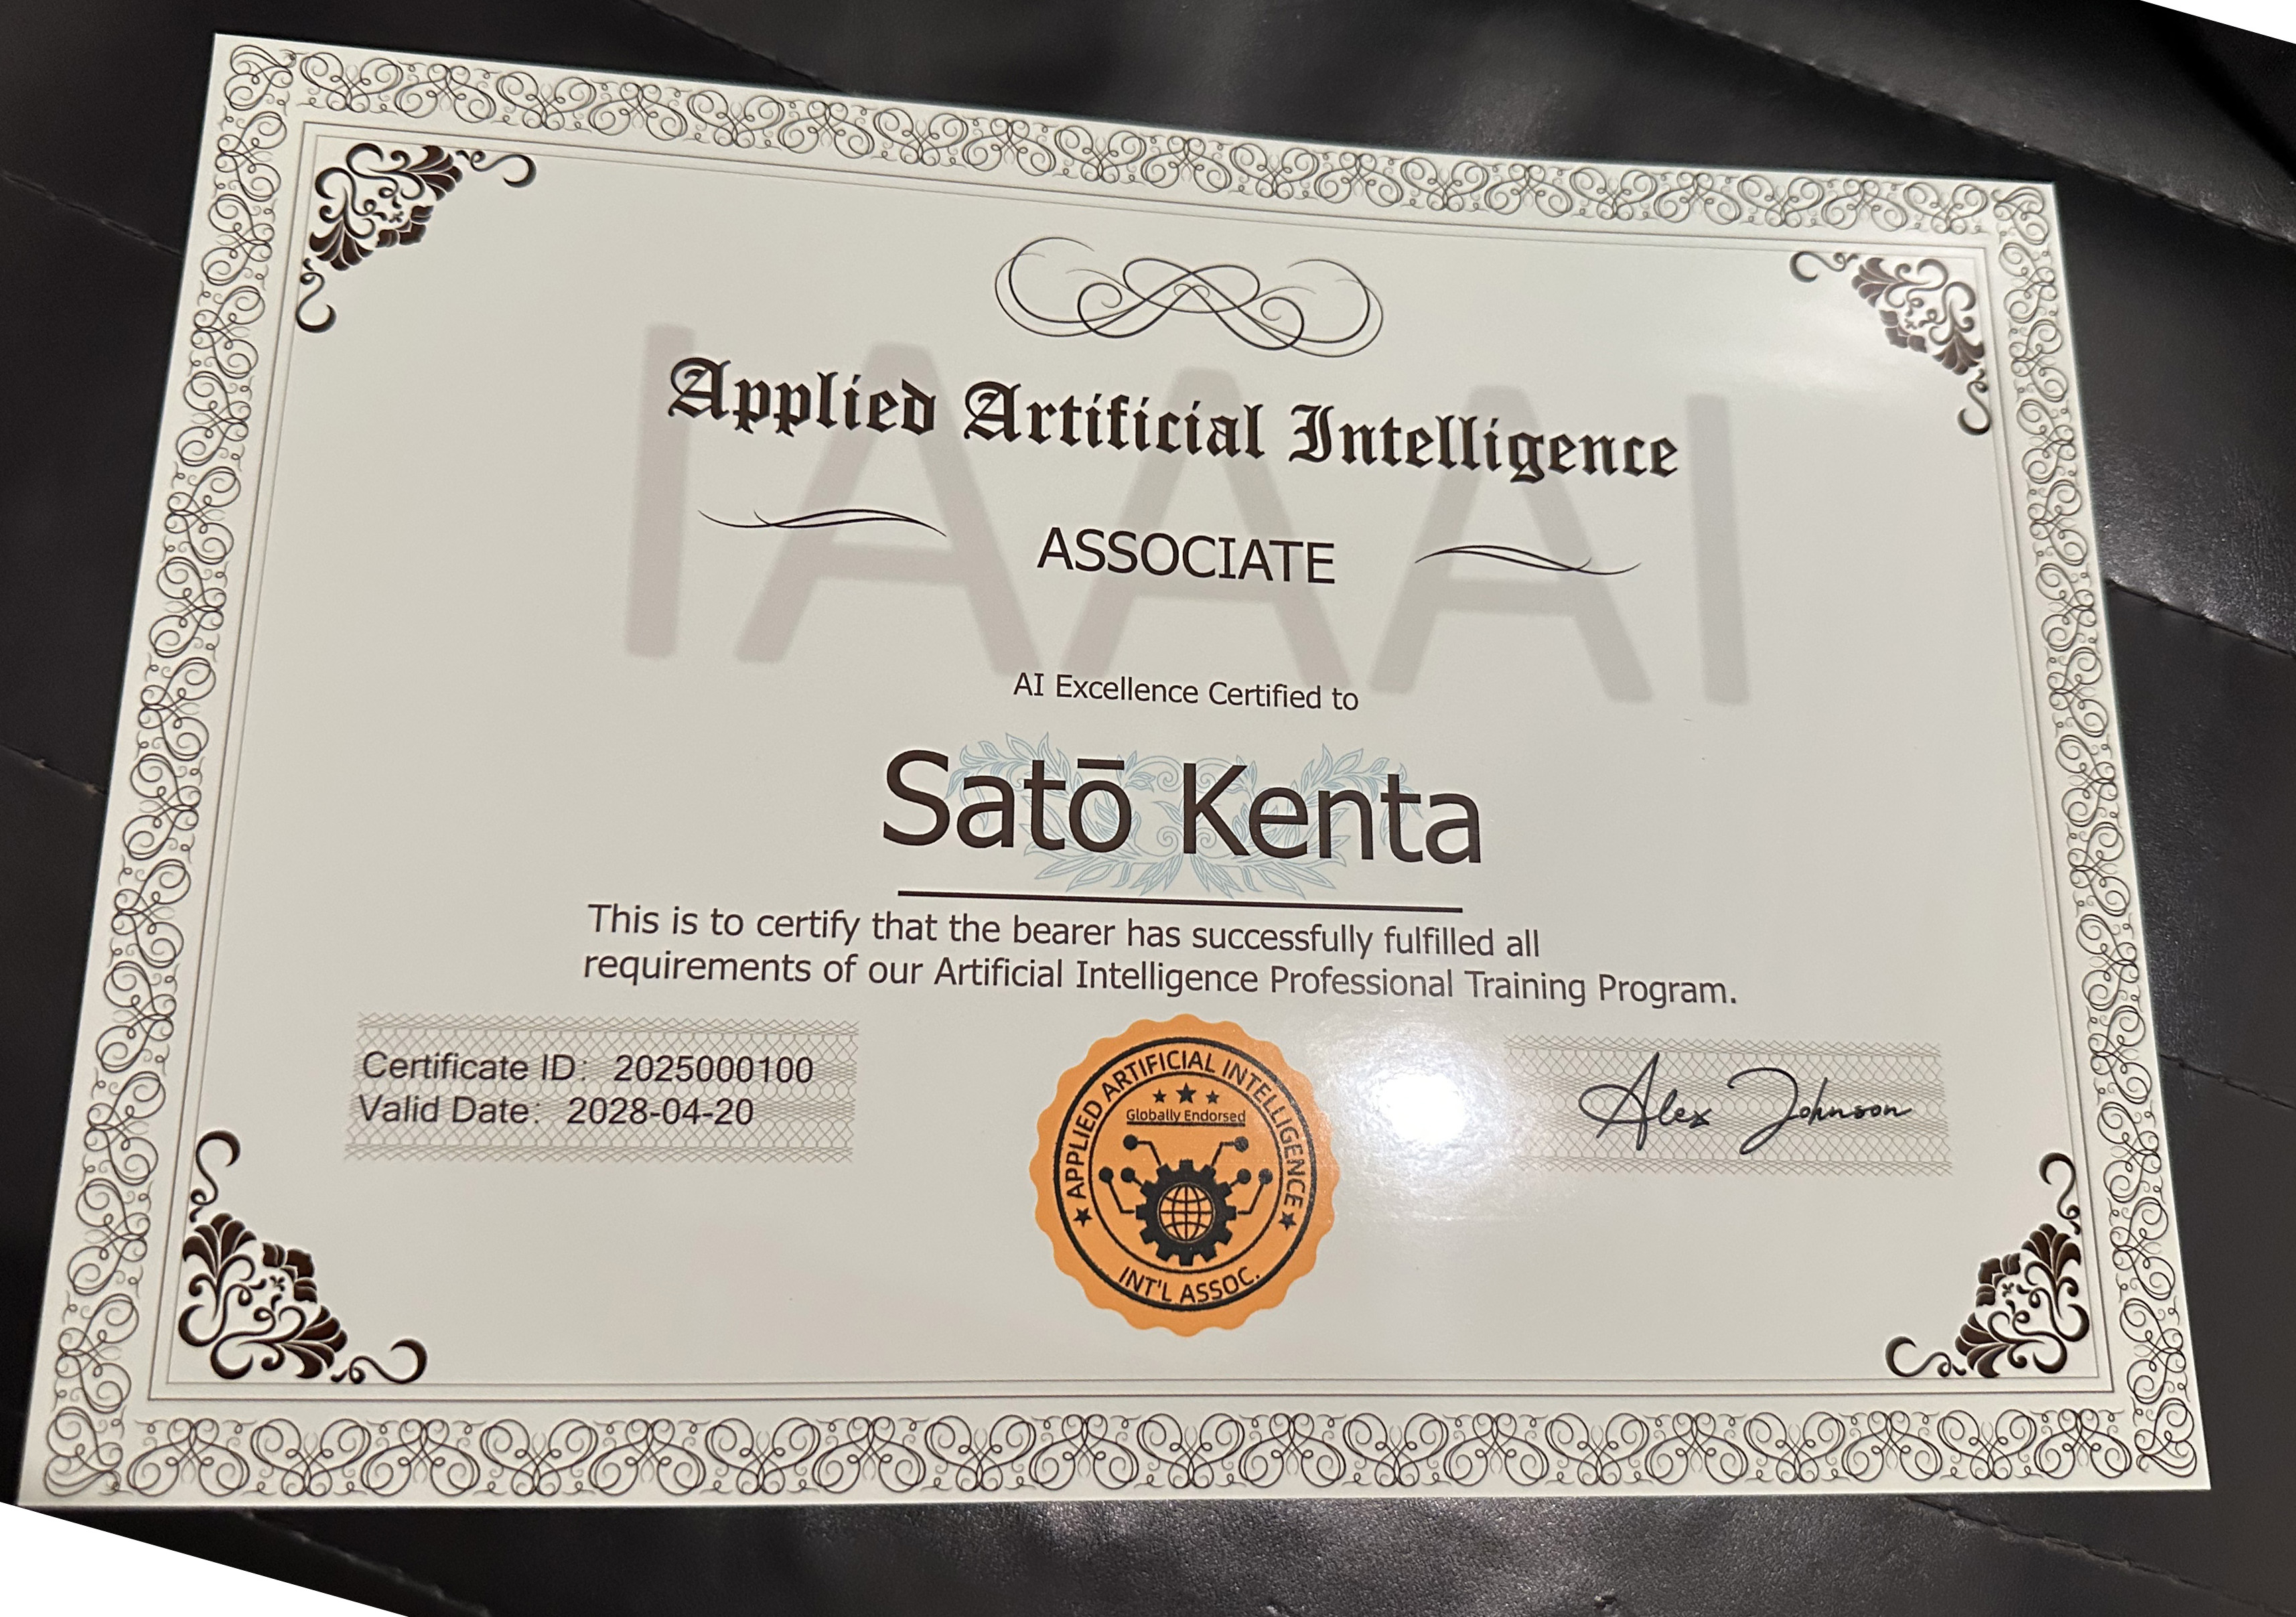 IAAAI
Applied Artificial Intelligence
ASSOCIATE
AI Excellence Certified to
Satō Kenta
This is to certify that the bearer has successfully fulfilled all
requirements of our Artificial Intelligence Professional Training Program.
Certificate ID: 2025000100
Valid Date: 2028-04-20
APPLIED ARTIFICIAL INTELLIGENCE
Globally Endorsed
INT'L ASSOC.
Alex Johnson